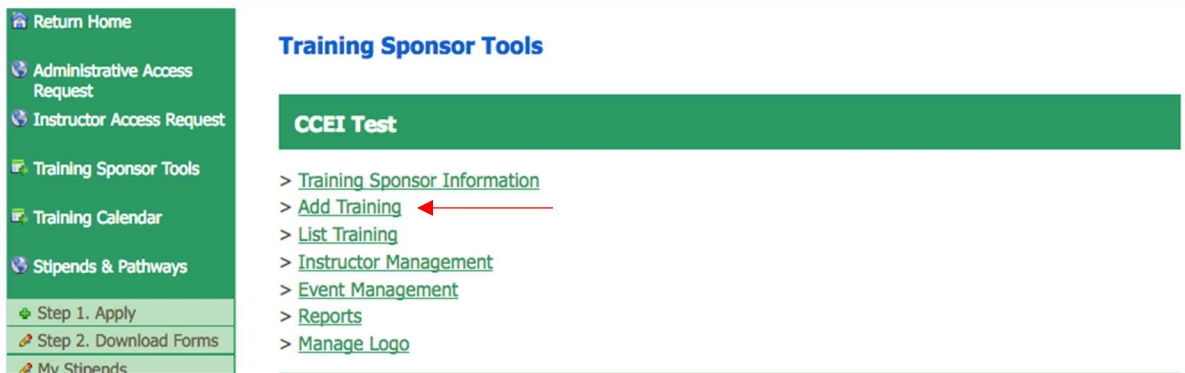 Return Home
Administrative Access
Request
Instructor Access Request
Training Sponsor Tools
Training Calendar
Stipends & Pathways
Step 1. Apply
Step 2. Download Forms
My Stipends
Training Sponsor Tools
CCEI Test
> Training Sponsor Information
> Add Training
> List Training
> Instructor Management
> Event Management
> Reports
> Manage Logo